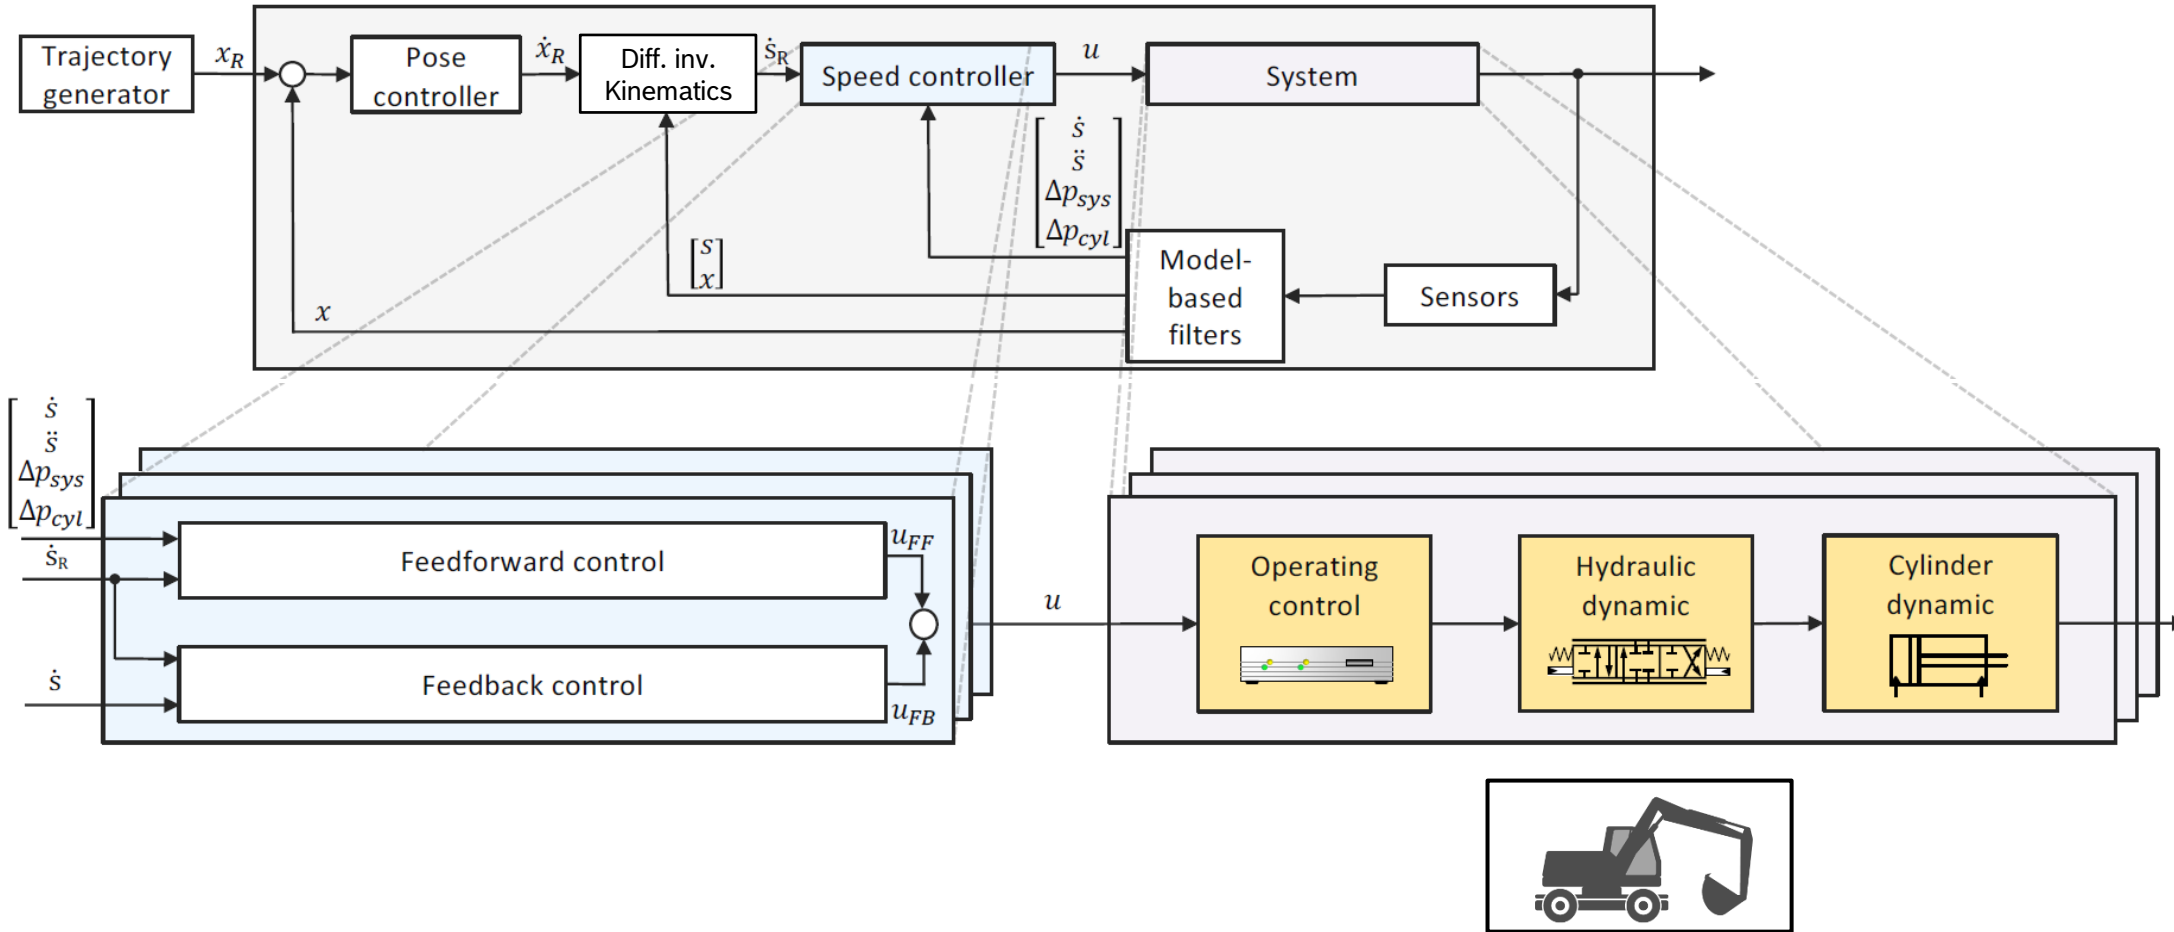 Trajectory
generator
x_R
Pose
controller
ẋ_R
Diff. inv.
Kinematics
ṡ_R
Speed controller
u
System
ṡ
s̈
Δp_sys
Δp_cyl
s
x
x
Model-
based
filters
Sensors
ṡ
s̈
Δp_sys
Δp_cyl
ṡ_R
ṡ
Feedforward control
u_FF
Feedback control
u_FB
u
Operating
control
Hydraulic
dynamic
Cylinder
dynamic